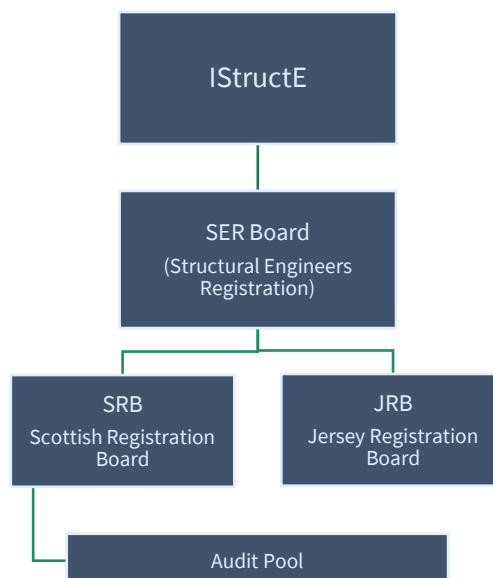 IStructE
SER Board
(Structural Engineers
Registration)
SRB
Scottish Registration
Board
JRB
Jersey Registration
Board
Audit Pool